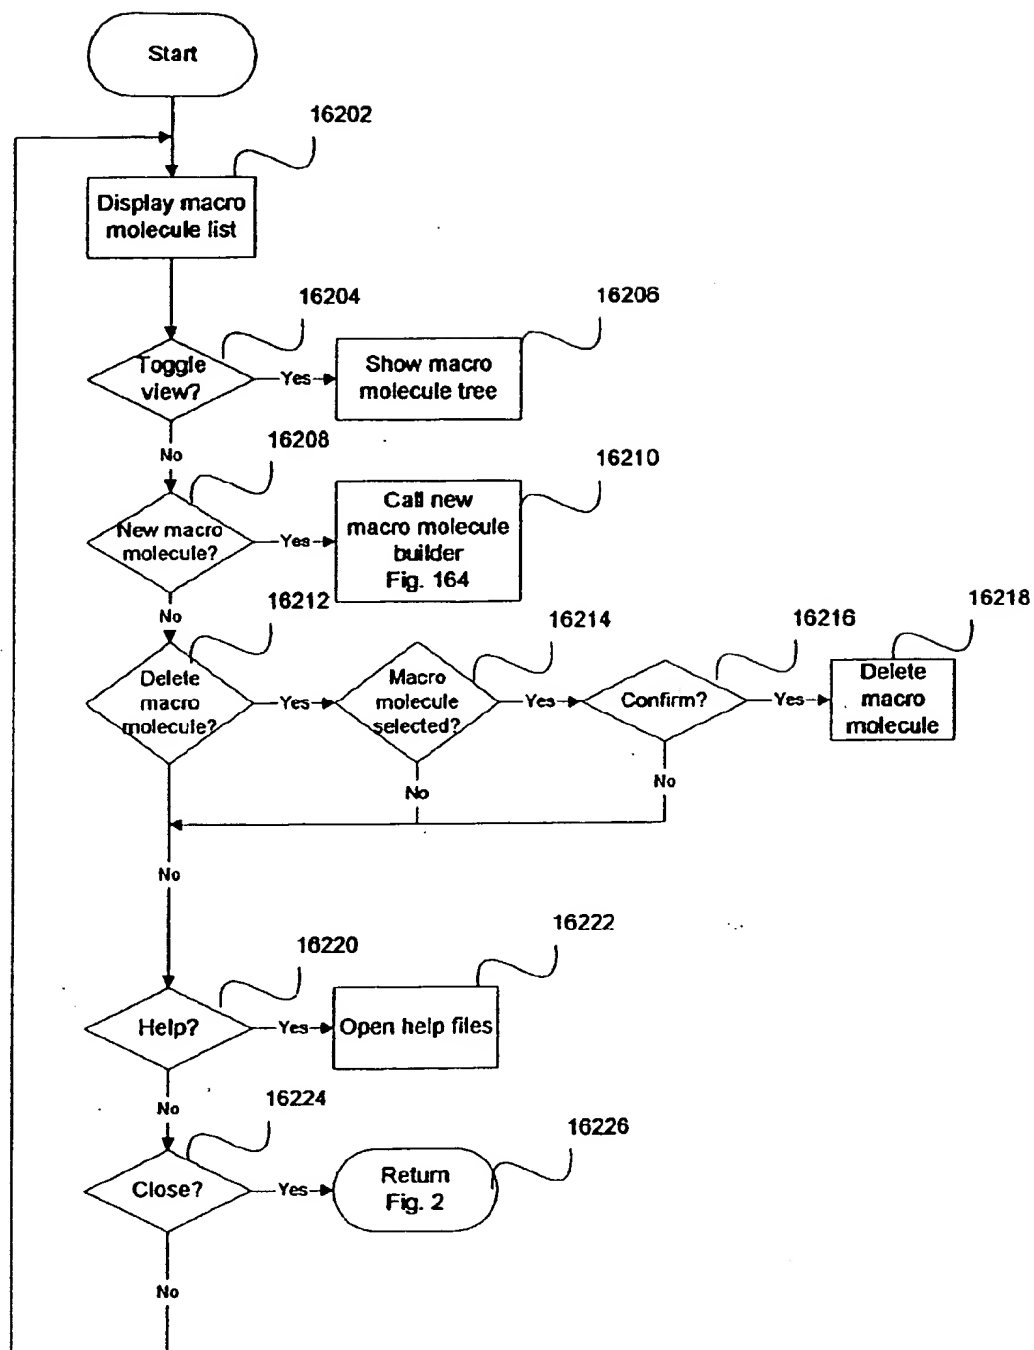 Start
16202
Display macro
molecule list
16204
16206
Toggle
view?
Yes
Show macro
molecule tree
No
16208
16210
New macro
molecule?
Yes
Call new
macro molecule
builder
Fig. 164
No
16212
16214
16216
16218
Delete
macro
molecule?
Yes
Macro
molecule
selected?
Yes
Confirm?
Yes
Delete
macro
molecule
No
No
No
16220
16222
Help?
Yes
Open help files
No
16224
16226
Close?
Yes
Return
Fig. 2
No